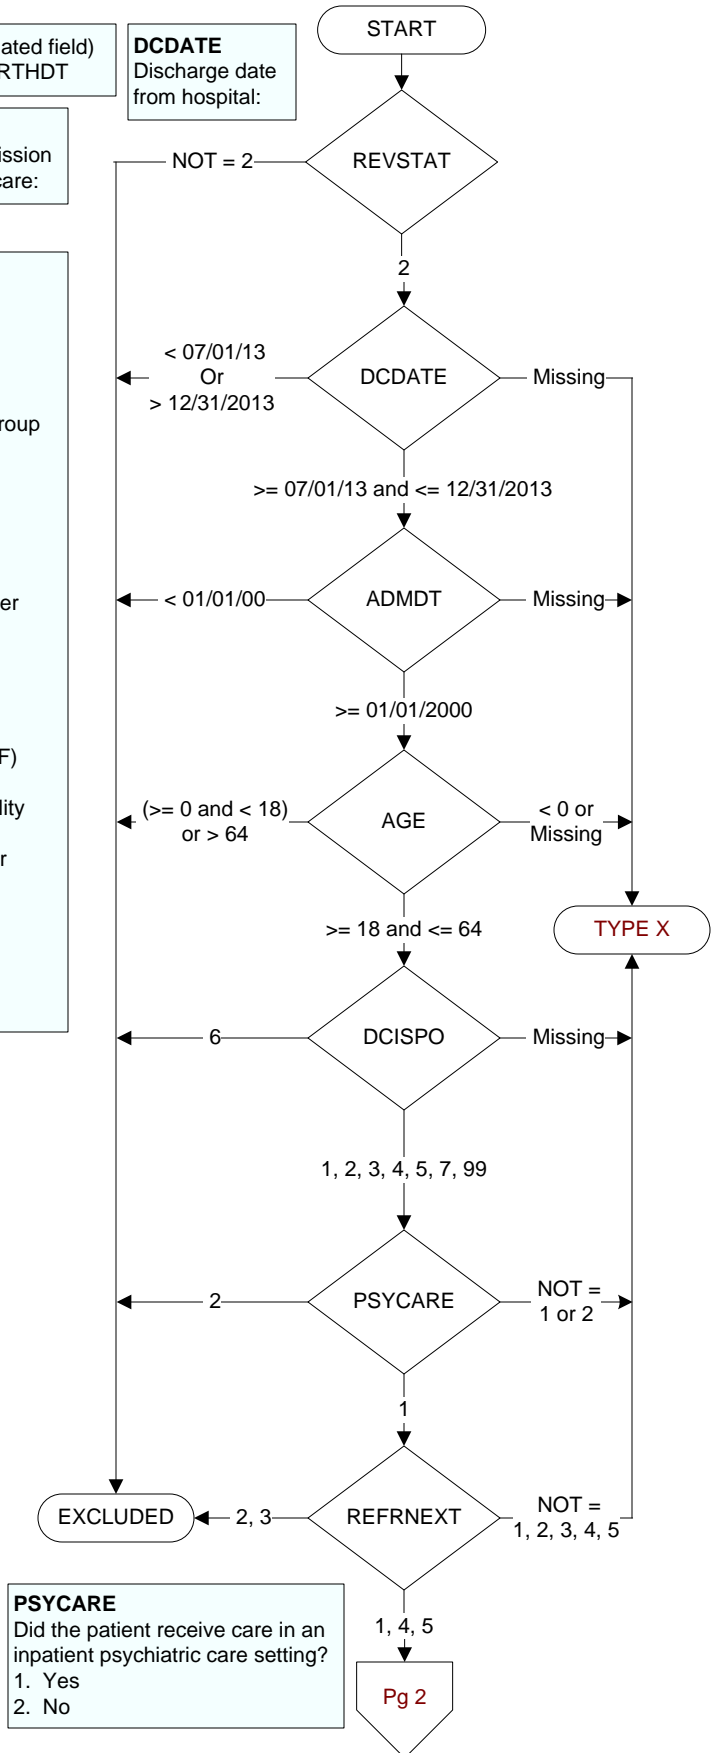 START
ated field)
RTHDT
DCDATE
Discharge date
from hospital:
ission
care:
NOT = 2
REVSTAT
2
< 07/01/13
Or
> 12/31/2013
DCDATE
Missing
roup
>= 07/01/13 and <= 12/31/2013
er
< 01/01/00
ADMDT
Missing
>= 01/01/2000
F)
lity
r
(>= 0 and < 18)
or > 64
AGE
< 0 or
Missing
>= 18 and <= 64
TYPE X
6
DCISPO
Missing
1, 2, 3, 4, 5, 7, 99
2
PSYCARE
NOT =
1 or 2
1
EXCLUDED
2, 3
REFRNEXT
NOT =
1, 2, 3, 4, 5
PSYCARE
Did the patient receive care in an
inpatient psychiatric care setting?
1. Yes
2. No
1, 4, 5
Pg 2